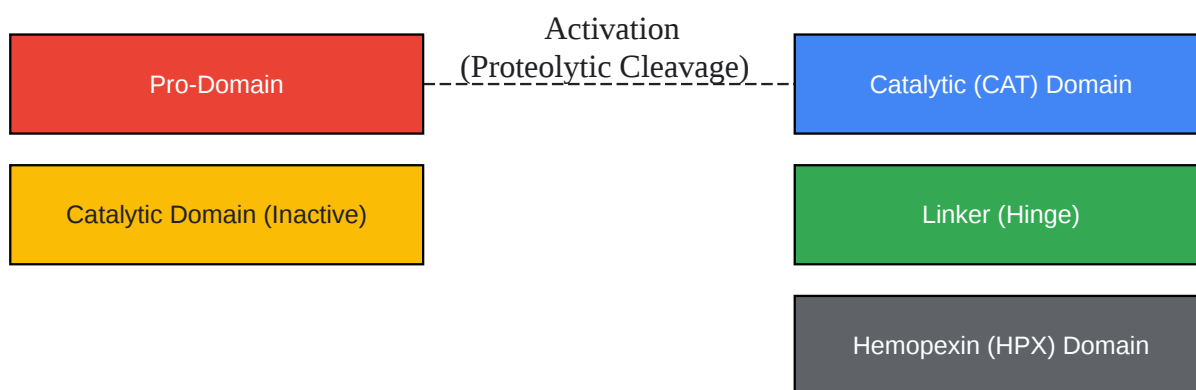 Activation
(Proteolytic Cleavage)
Pro-Domain
Catalytic (CAT) Domain
Catalytic Domain (Inactive)
Linker (Hinge)
Hemopexin (HPX) Domain